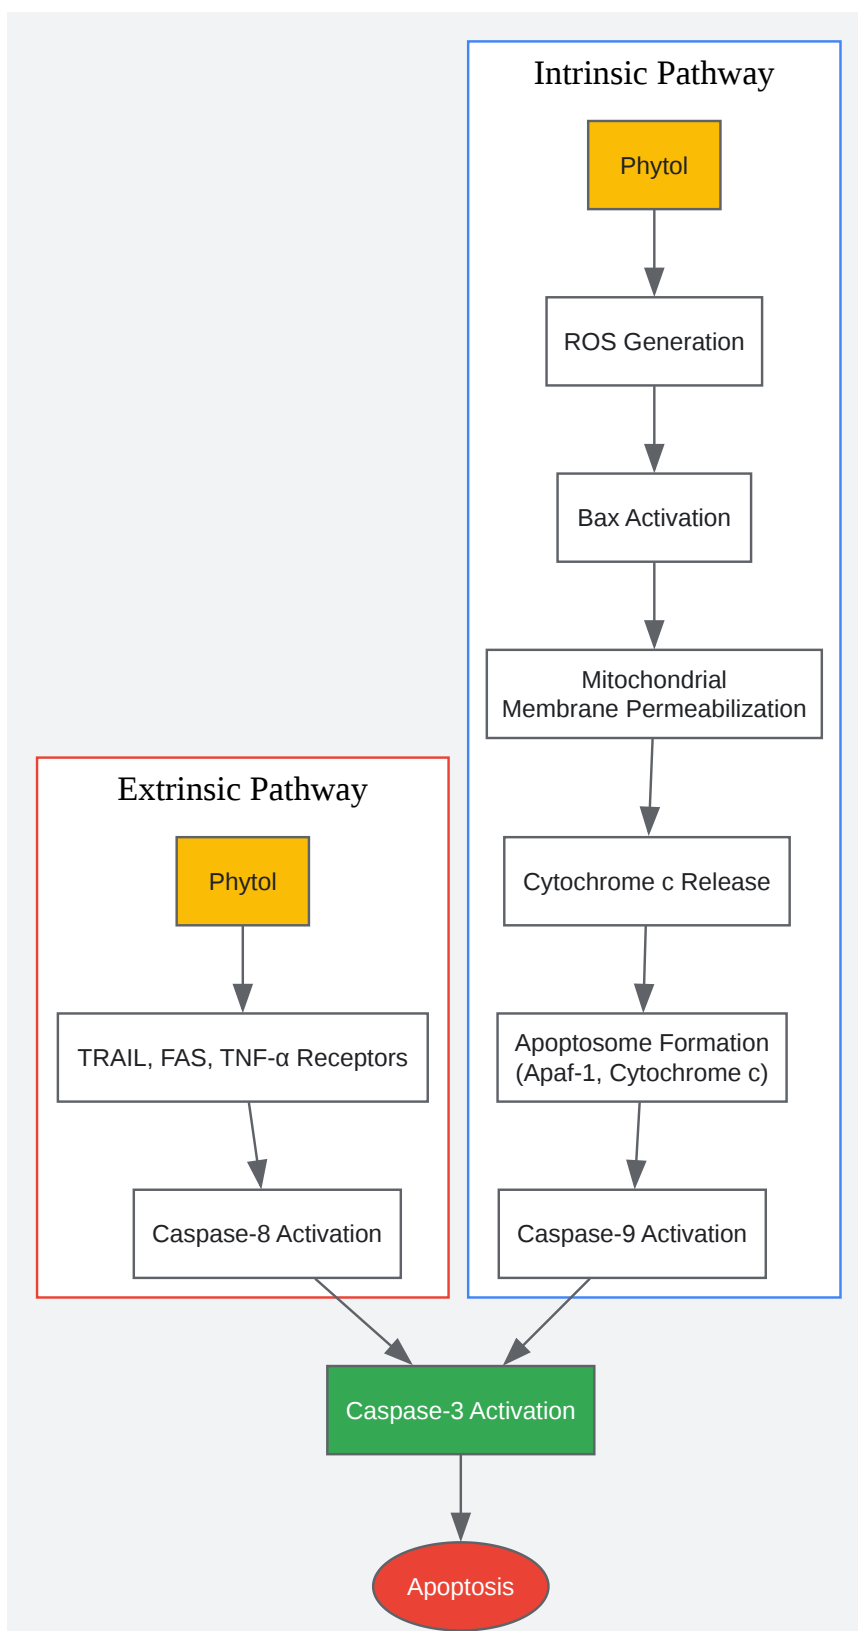 Intrinsic Pathway
Phytol
ROS Generation
Bax Activation
Mitochondrial
Membrane Permeabilization
Cytochrome c Release
Apoptosome Formation
(Apaf-1, Cytochrome c)
Caspase-9 Activation
Extrinsic Pathway
Phytol
TRAIL, FAS, TNF-α Receptors
Caspase-8 Activation
Caspase-3 Activation
Apoptosis